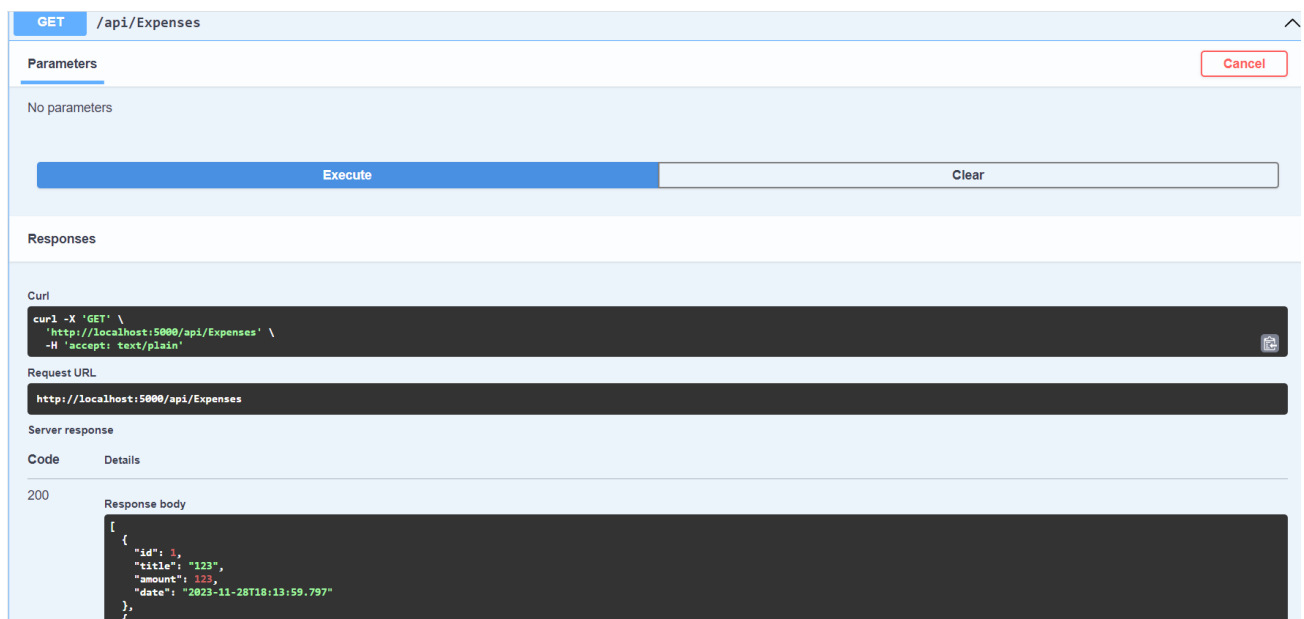 GET /api/Expenses
Parameters
Cancel
No parameters
Execute
Clear
Responses
Curl
curl -X 'GET' \
'http://localhost:5000/api/Expenses' \
-H 'accept: text/plain'
Request URL
http://localhost:5000/api/Expenses
Server response
Code Details
200
Response body
[
{
"id": 1,
"title": "123",
"amount": 123,
"date": "2023-11-28T18:13:59.797"
},
{